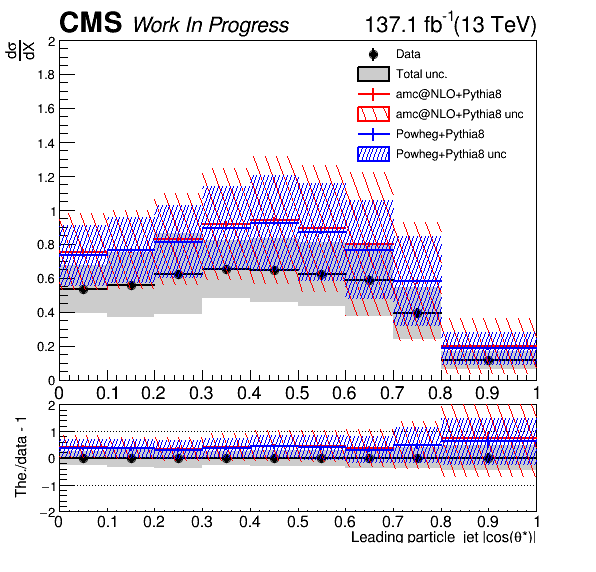 CMS Work In Progress 137.1 fb⁻¹(13 TeV)
dσ
dX
2
1.8
1.6
1.4
1.2
1
0.8
0.6
0.4
0.2
0
Data
Total unc.
amc@NLO+Pythia8
amc@NLO+Pythia8 unc
Powheg+Pythia8
Powheg+Pythia8 unc
0 0.1 0.2 0.3 0.4 0.5 0.6 0.7 0.8 0.9 1
The./data - 1
2
1
0
−1
−2
0 0.1 0.2 0.3 0.4 0.5 0.6 0.7 0.8 0.9 1
Leading particle jet |cos(θ*)|